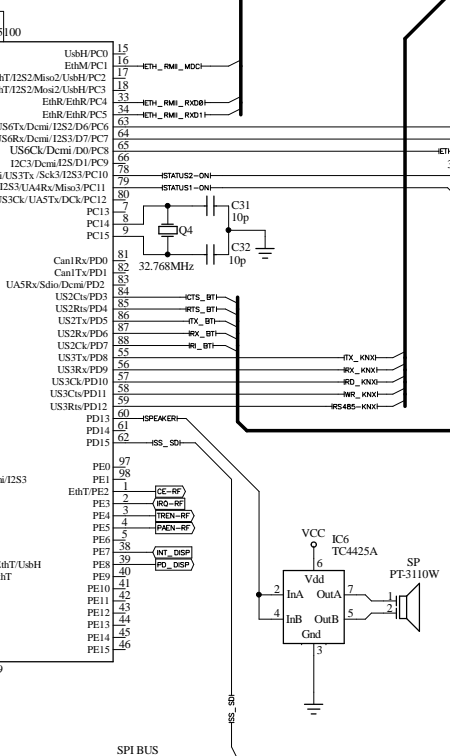 5100
UsbH/PC0 15
EthM/PC1 16 ETH_RMII_MDC
hT/I2S2/Miso2/UsbH/PC2 17
hT/I2S2/Mosi2/UsbH/PC3 18
EthR/EthR/PC4 33 ETH_RMII_RXD0
EthR/EthR/PC5 34 ETH_RMII_RXD1
US6Tx/Dcmi/I2S2/D6/PC6 63
US6Rx/Dcmi/I2S3/D7/PC7 64
US6Ck/Dcmi/D0/PC8 65 ETH
I2C3/Dcmi/I2S/D1/PC9 66
i/US3Tx/Sck3/I2S3/PC10 78 STATUS2-ON
I2S3/UA4Rx/Miso3/PC11 79 STATUS1-ON
S3Ck/UA5Tx/DCk/PC12 80
PC13 7
PC14 8
PC15 9
C31
10p
Q4
32.768MHz
C32
10p
Can1Rx/PD0 81
Can1Tx/PD1 82
UA5Rx/Sdio/Dcmi/PD2 83
US2Cts/PD3 84 CTS_BT
US2Rts/PD4 85 RTS_BT
US2Tx/PD5 86 TX_BT
US2Rx/PD6 87 RX_BT
US2Ck/PD7 88 RI_BT
US3Tx/PD8 55 TX_KNX
US3Rx/PD9 56 RX_KNX
US3Ck/PD10 57 RD_KNX
US3Cts/PD11 58 WR_KNX
US3Rts/PD12 59 RS485-KNX
PD13 60 SPEAKER
PD14 61
PD15 62 SS_SD
PE0 97
mi/I2S3
PE1 98
EthT/PE2 1 CE-RF
PE3 2 IRQ-RF
PE4 3 TREN-RF
PE5 4 PAEN-RF
PE6 5
PE7 38 INT_DISP
EthT/UsbH
PE8 39 PD_DISP
hT
PE9 40
PE10 41
PE11 42
PE12 43
PE13 44
PE14 45
PE15 46
VCC
IC6
TC4425A
6
Vdd
2 InA OutA 7
4 InB OutB 5
Gnd
3
SP
PT-3110W
1
2
SS_SD
SPI BUS